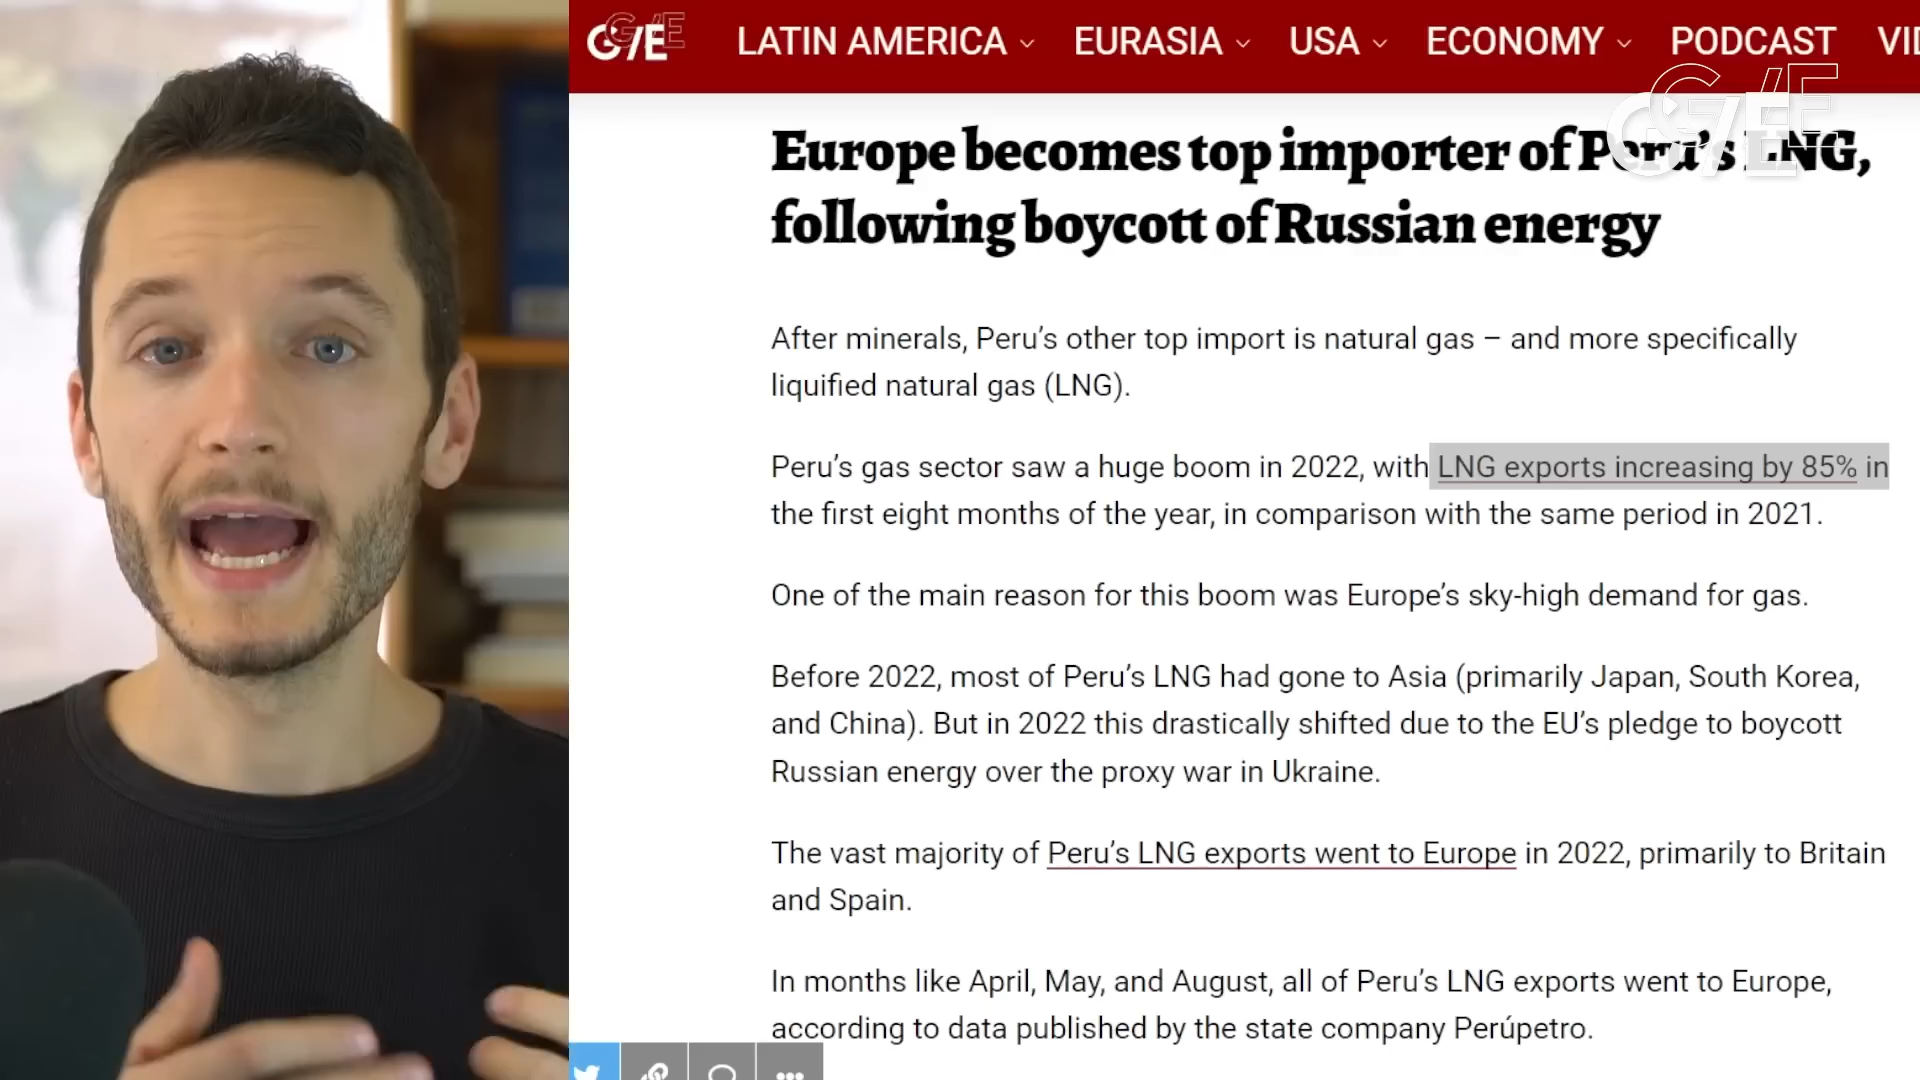 G/E LATIN AMERICA EURASIA USA ECONOMY PODCAST
G/E
Europe becomes top importer of Peru's LNG,
following boycott of Russian energy
After minerals, Peru's other top import is natural gas – and more specifically
liquified natural gas (LNG).
Peru's gas sector saw a huge boom in 2022, with LNG exports increasing by 85% in
the first eight months of the year, in comparison with the same period in 2021.
One of the main reason for this boom was Europe's sky-high demand for gas.
Before 2022, most of Peru's LNG had gone to Asia (primarily Japan, South Korea,
and China). But in 2022 this drastically shifted due to the EU's pledge to boycott
Russian energy over the proxy war in Ukraine.
The vast majority of Peru's LNG exports went to Europe in 2022, primarily to Britain
and Spain.
In months like April, May, and August, all of Peru's LNG exports went to Europe,
according to data published by the state company Perúpetro.